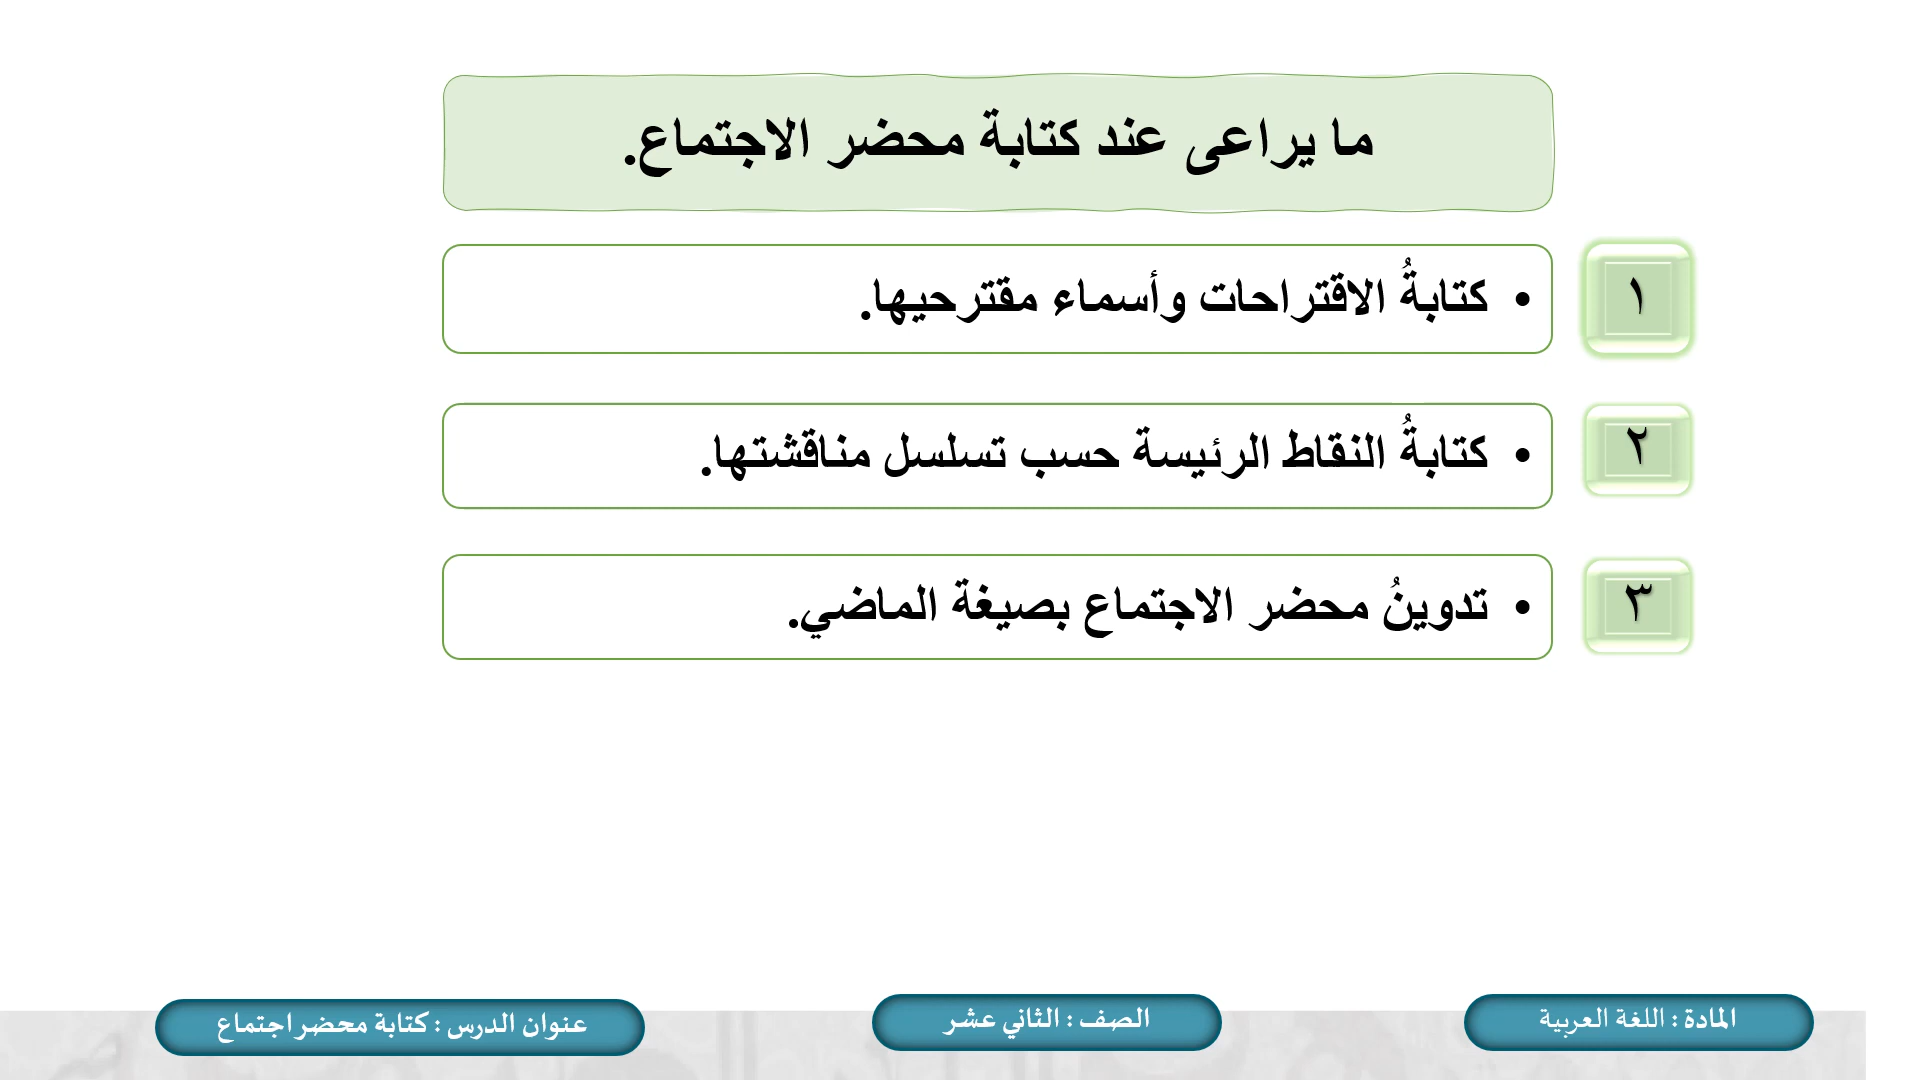 ما يراعى عند كتابة محضر الاجتماع.
١
• كتابةُ الاقتراحات وأسماء مقترحيها.
٢
• كتابةُ النقاط الرئيسة حسب تسلسل مناقشتها.
٣
• تدوينُ محضر الاجتماع بصيغة الماضي.
المادة : اللغة العربية
الصف : الثاني عشر
عنوان الدرس : كتابة محضر اجتماع